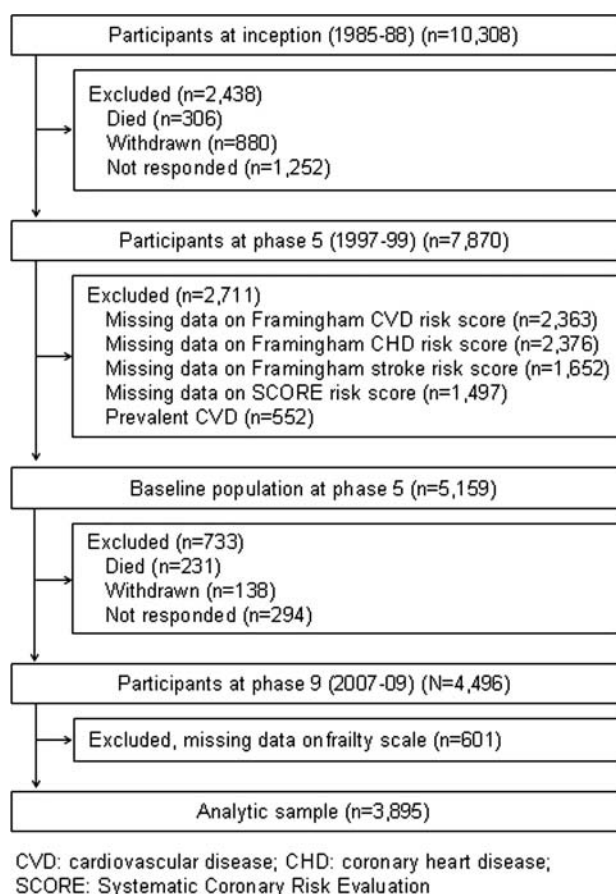 Participants at inception (1985-88) (n=10,308)
Excluded (n=2,438)
Died (n=306)
Withdrawn (n=880)
Not responded (n=1,252)
Participants at phase 5 (1997-99) (n=7,870)
Excluded (n=2,711)
Missing data on Framingham CVD risk score (n=2,363)
Missing data on Framingham CHD risk score (n=2,376)
Missing data on Framingham stroke risk score (n=1,652)
Missing data on SCORE risk score (n=1,497)
Prevalent CVD (n=552)
Baseline population at phase 5 (n=5,159)
Excluded (n=733)
Died (n=231)
Withdrawn (n=138)
Not responded (n=294)
Participants at phase 9 (2007-09) (N=4,496)
Excluded, missing data on frailty scale (n=601)
Analytic sample (n=3,895)
CVD: cardiovascular disease; CHD: coronary heart disease;
SCORE: Systematic Coronary Risk Evaluation